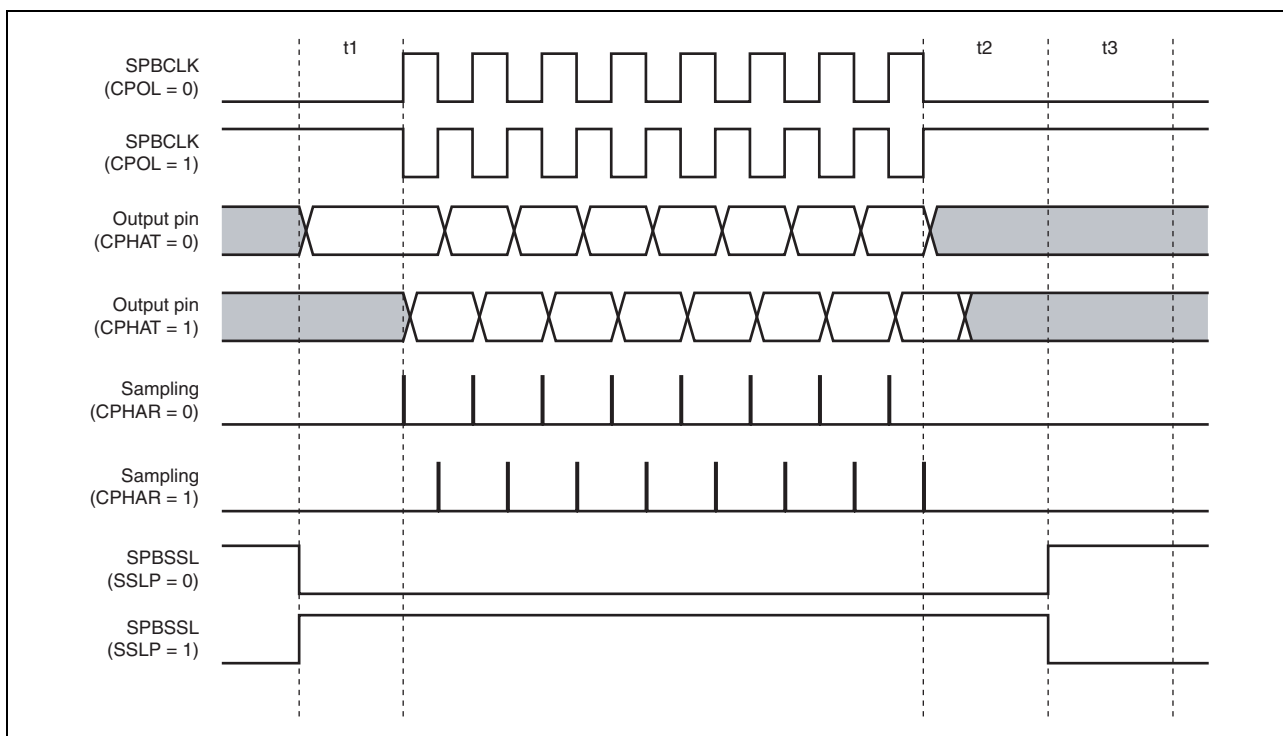 t1
t2
t3
SPBCLK
(CPOL = 0)
SPBCLK
(CPOL = 1)
Output pin
(CPHAT = 0)
Output pin
(CPHAT = 1)
Sampling
(CPHAR = 0)
Sampling
(CPHAR = 1)
SPBSSL
(SSLP = 0)
SPBSSL
(SSLP = 1)